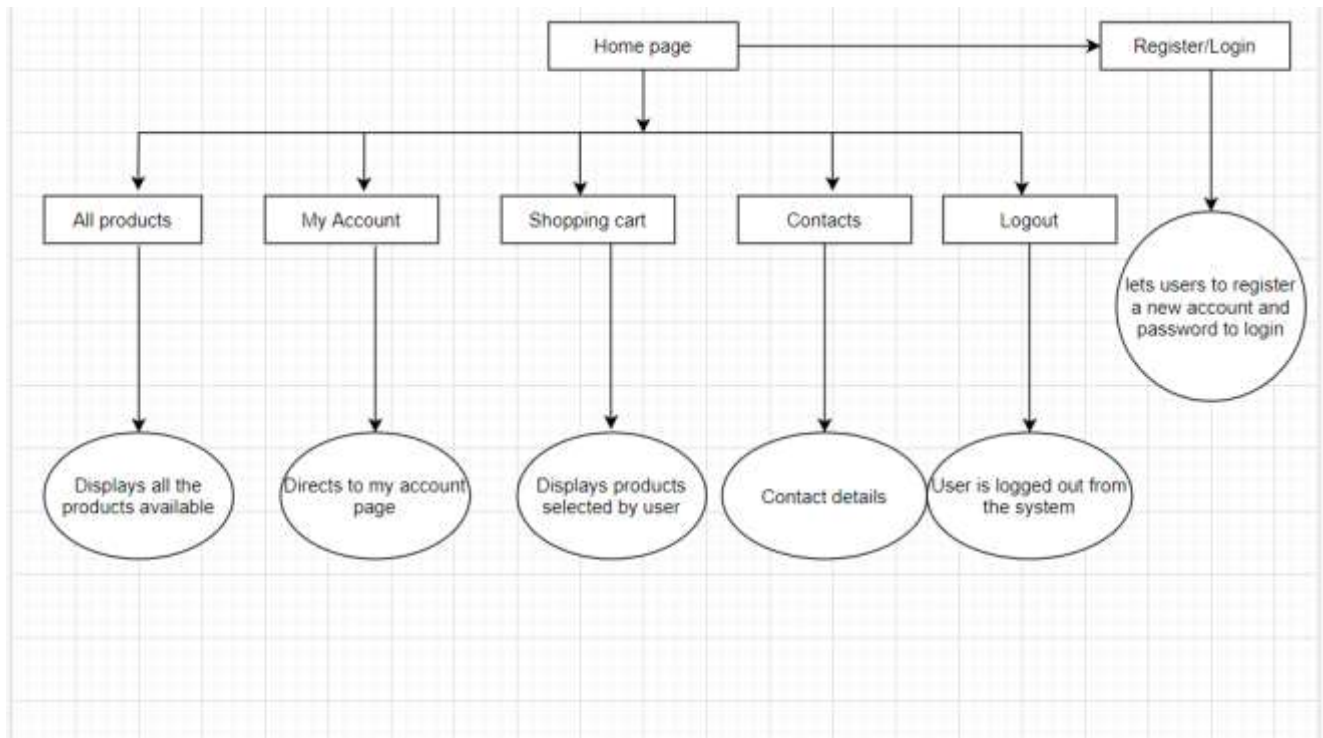 Home page
Register/Login
All products
My Account
Shopping cart
Contacts
Logout
lets users to register
a new account and
password to login
Displays all the
products available
Directs to my account
page
Displays products
selected by user
Contact details
User is logged out from
the system